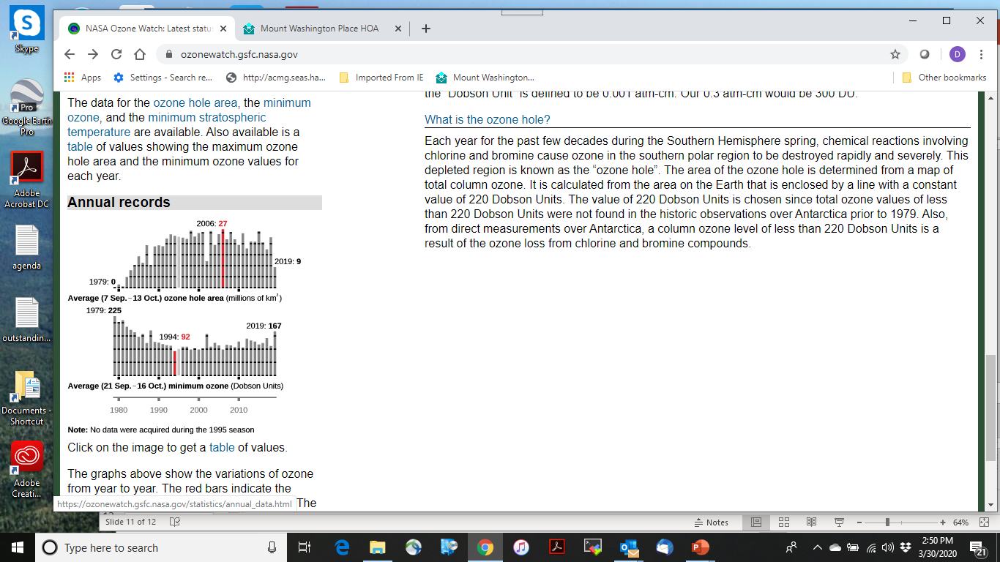 Skype
Google Earth
Pro
Adobe
Acrobat DC
agenda
outstandin...
Documents -
Shortcut
Adobe
Creati...
NASA Ozone Watch: Latest statu
Mount Washington Place HOA
ozonewatch.gsfc.nasa.gov
D
Apps
Settings - Search re...
http://acmg.seas.ha...
Imported From IE
Mount Washington...
Other bookmarks
The data for the ozone hole area, the minimum
ozone, and the minimum stratospheric
temperature are available. Also available is a
table of values showing the maximum ozone
hole area and the minimum ozone values for
each year.
Annual records
2006: 27
2019: 9
1979: 0
Average (7 Sep.–13 Oct.) ozone hole area (millions of km²)
1979: 225
2019: 167
1994: 92
Average (21 Sep.–16 Oct.) minimum ozone (Dobson Units)
1980 1990 2000 2010
Note: No data were acquired during the 1995 season
Click on the image to get a table of values.
The graphs above show the variations of ozone
from year to year. The red bars indicate the
The
https://ozonewatch.gsfc.nasa.gov/statistics/annual_data.html
the "Dobson Unit" is defined to be 0.001 atm-cm. Our 0.3 atm-cm would be 300 DU.
What is the ozone hole?
Each year for the past few decades during the Southern Hemisphere spring, chemical reactions involving
chlorine and bromine cause ozone in the southern polar region to be destroyed rapidly and severely. This
depleted region is known as the “ozone hole”. The area of the ozone hole is determined from a map of
total column ozone. It is calculated from the area on the Earth that is enclosed by a line with a constant
value of 220 Dobson Units. The value of 220 Dobson Units is chosen since total ozone values of less
than 220 Dobson Units were not found in the historic observations over Antarctica prior to 1979. Also,
from direct measurements over Antarctica, a column ozone level of less than 220 Dobson Units is a
result of the ozone loss from chlorine and bromine compounds.
Slide 11 of 12
Notes
64%
Type here to search
2:50 PM
3/30/2020
21